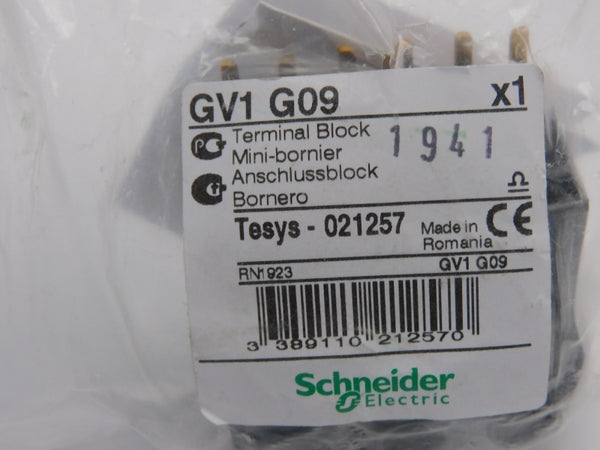 GV1 G09 x1
Terminal Block
1941
Mini-bornier
Anschlussblock
Bornero
Tesys - 021257
Made in Romania
CE
RN1923 GV1 G09
3 389110 212570
Schneider
Electric